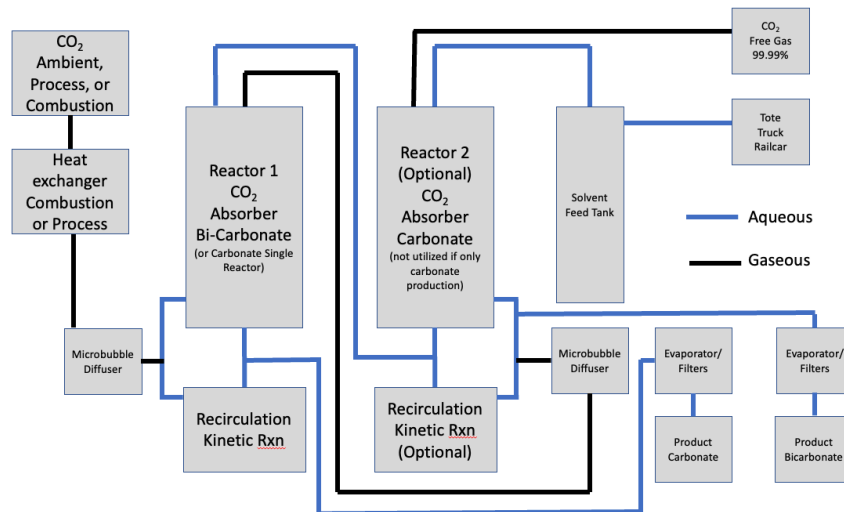 CO₂
Ambient,
Process, or
Combustion
Heat
exchanger
Combustion
or Process
Microbubble
Diffuser
Reactor 1
CO₂
Absorber
Bi-Carbonate
(or Carbonate Single
Reactor)
Recirculation
Kinetic Rxn
Reactor 2
(Optional)
CO₂
Absorber
Carbonate
(not utilized if only
carbonate
production)
Recirculation
Kinetic Rxn
(Optional)
Solvent
Feed Tank
Microbubble
Diffuser
CO₂
Free Gas
99.99%
Tote
Truck
Railcar
Aqueous
Gaseous
Evaporator/
Filters
Product
Carbonate
Evaporator/
Filters
Product
Bicarbonate